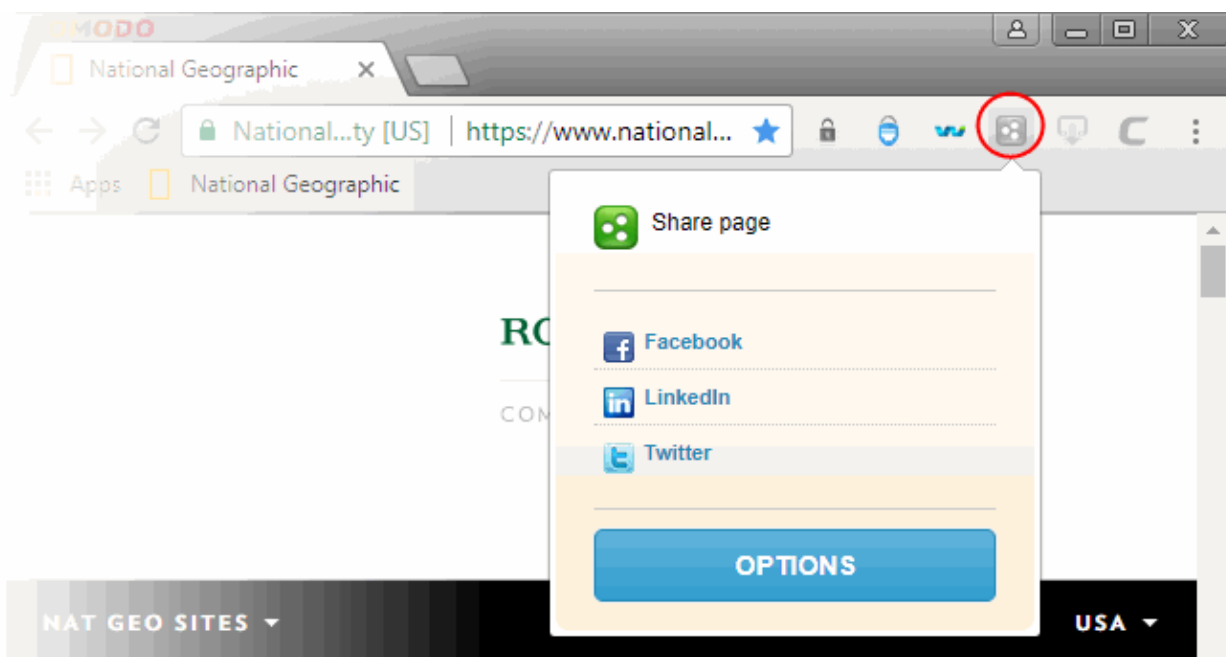 MODO
National Geographic
National...ty [US] https://www.national...
Apps National Geographic
Share page
Facebook
LinkedIn
Twitter
OPTIONS
NAT GEO SITES USA